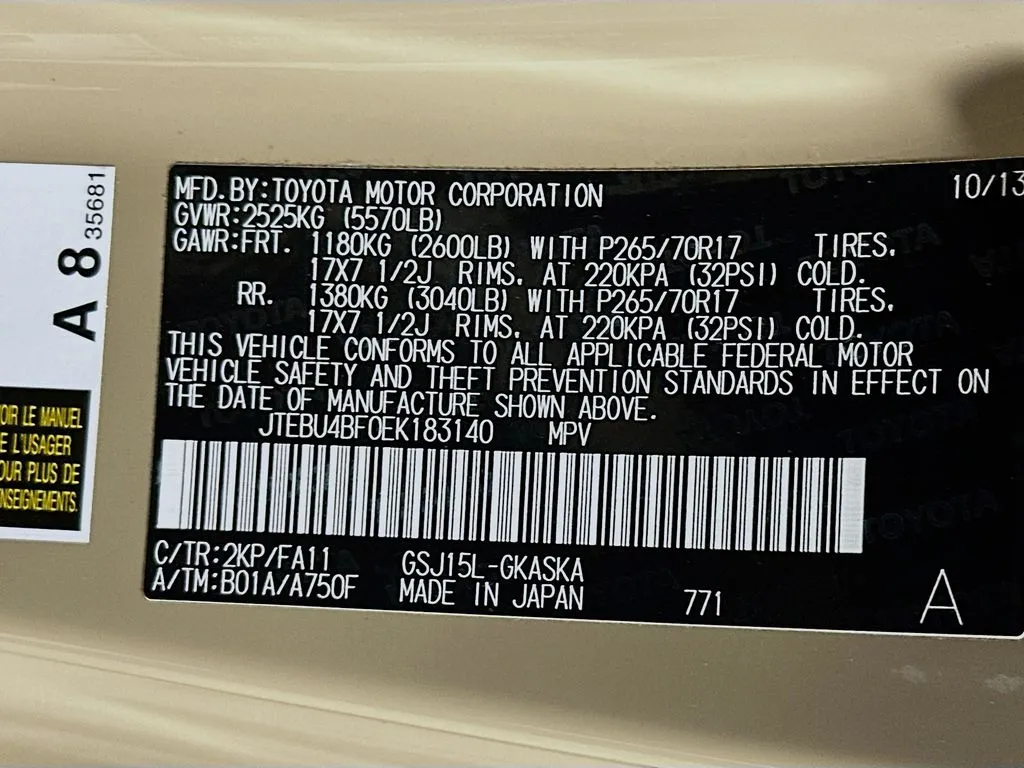 MFD.BY:TOYOTA MOTOR CORPORATION 10/13
GVWR:2525KG (5570LB)
GAWR:FRT. 1180KG (2600LB) WITH P265/70R17 TIRES,
17X7 1/2J RIMS, AT 220KPA (32PSI) COLD.
RR. 1380KG (3040LB) WITH P265/70R17 TIRES,
17X7 1/2J RIMS, AT 220KPA (32PSI) COLD.
THIS VEHICLE CONFORMS TO ALL APPLICABLE FEDERAL MOTOR
VEHICLE SAFETY AND THEFT PREVENTION STANDARDS IN EFFECT ON
THE DATE OF MANUFACTURE SHOWN ABOVE.
JTEBU4BF0EK183140 MPV
C/TR:2KP/FA11 GSJ15L-GKASKA
A/TM:B01A/A750F MADE IN JAPAN 771 A
A 8 35681
OIR LE MANUEL
E L'USAGER
OUR PLUS DE
NSEIGNEMENTS.